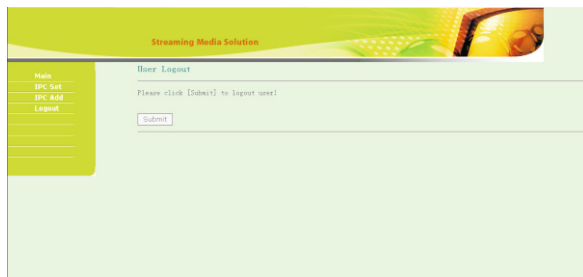 Streaming Media Solution
Main
IPC Set
IPC Add
Logout
User Logout
Please click [Submit] to logout user!
Submit